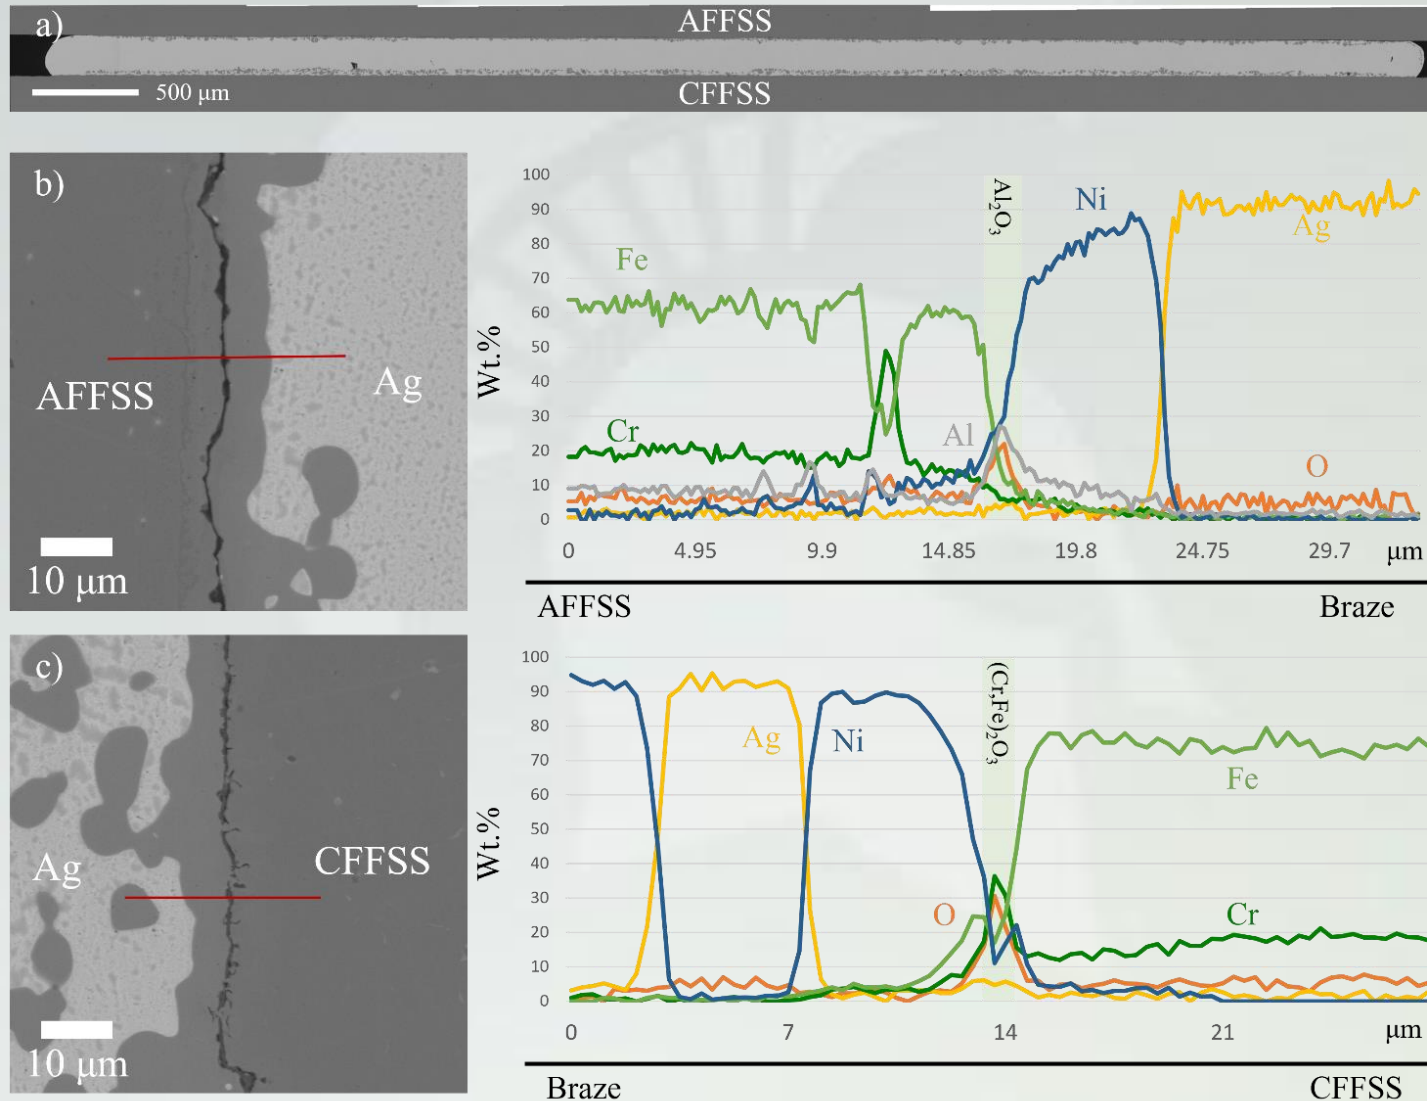 a)
AFFSS
500 µm
CFFSS
b)
AFFSS
Ag
10 µm
Wt.%
100
90
80
70
60
50
40
30
20
10
0
Fe
Cr
Al
Al₂O₃
Ni
Ag
O
0 4.95 9.9 14.85 19.8 24.75 29.7 µm
AFFSS Braze
c)
Ag
CFFSS
10 µm
Wt.%
100
90
80
70
60
50
40
30
20
10
0
Ag
Ni
O
(Cr,Fe)₂O₃
Fe
Cr
0 7 14 21 µm
Braze CFFSS